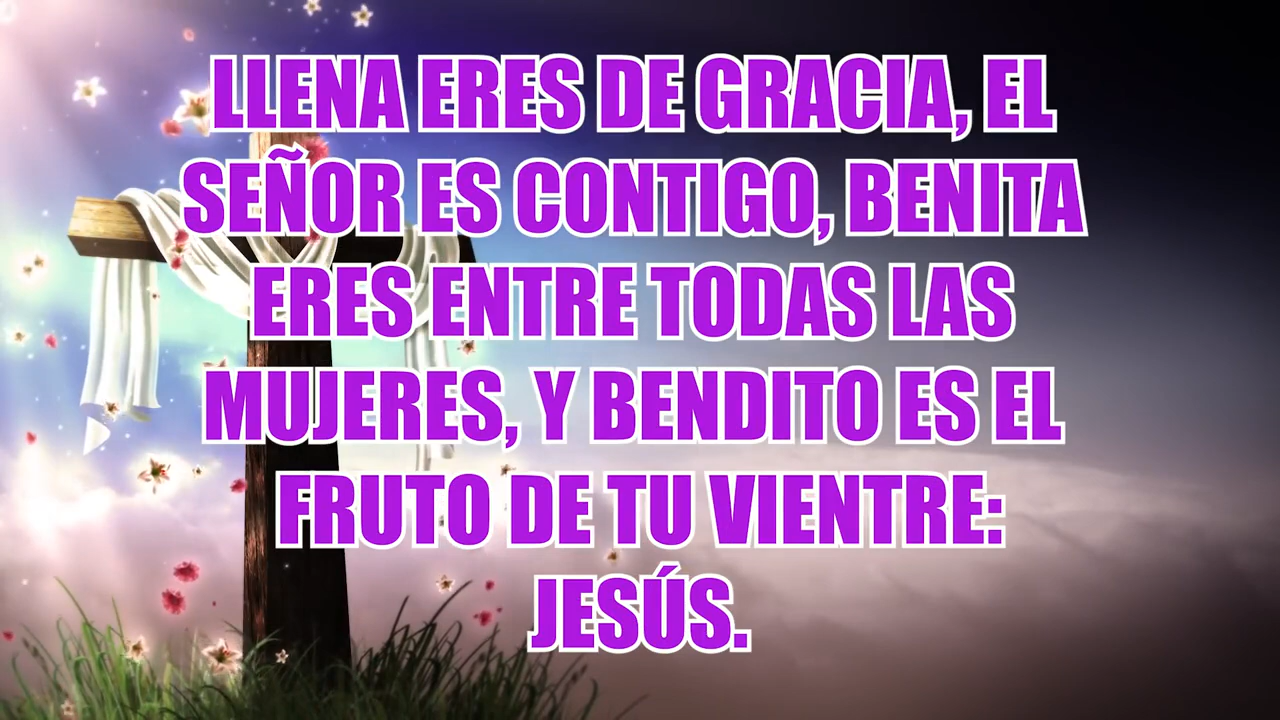 LLENA ERES DE GRACIA, EL
SEÑOR ES CONTIGO, BENITA
ERES ENTRE TODAS LAS
MUJERES, Y BENDITO ES EL
FRUTO DE TU VIENTRE:
JESÚS.